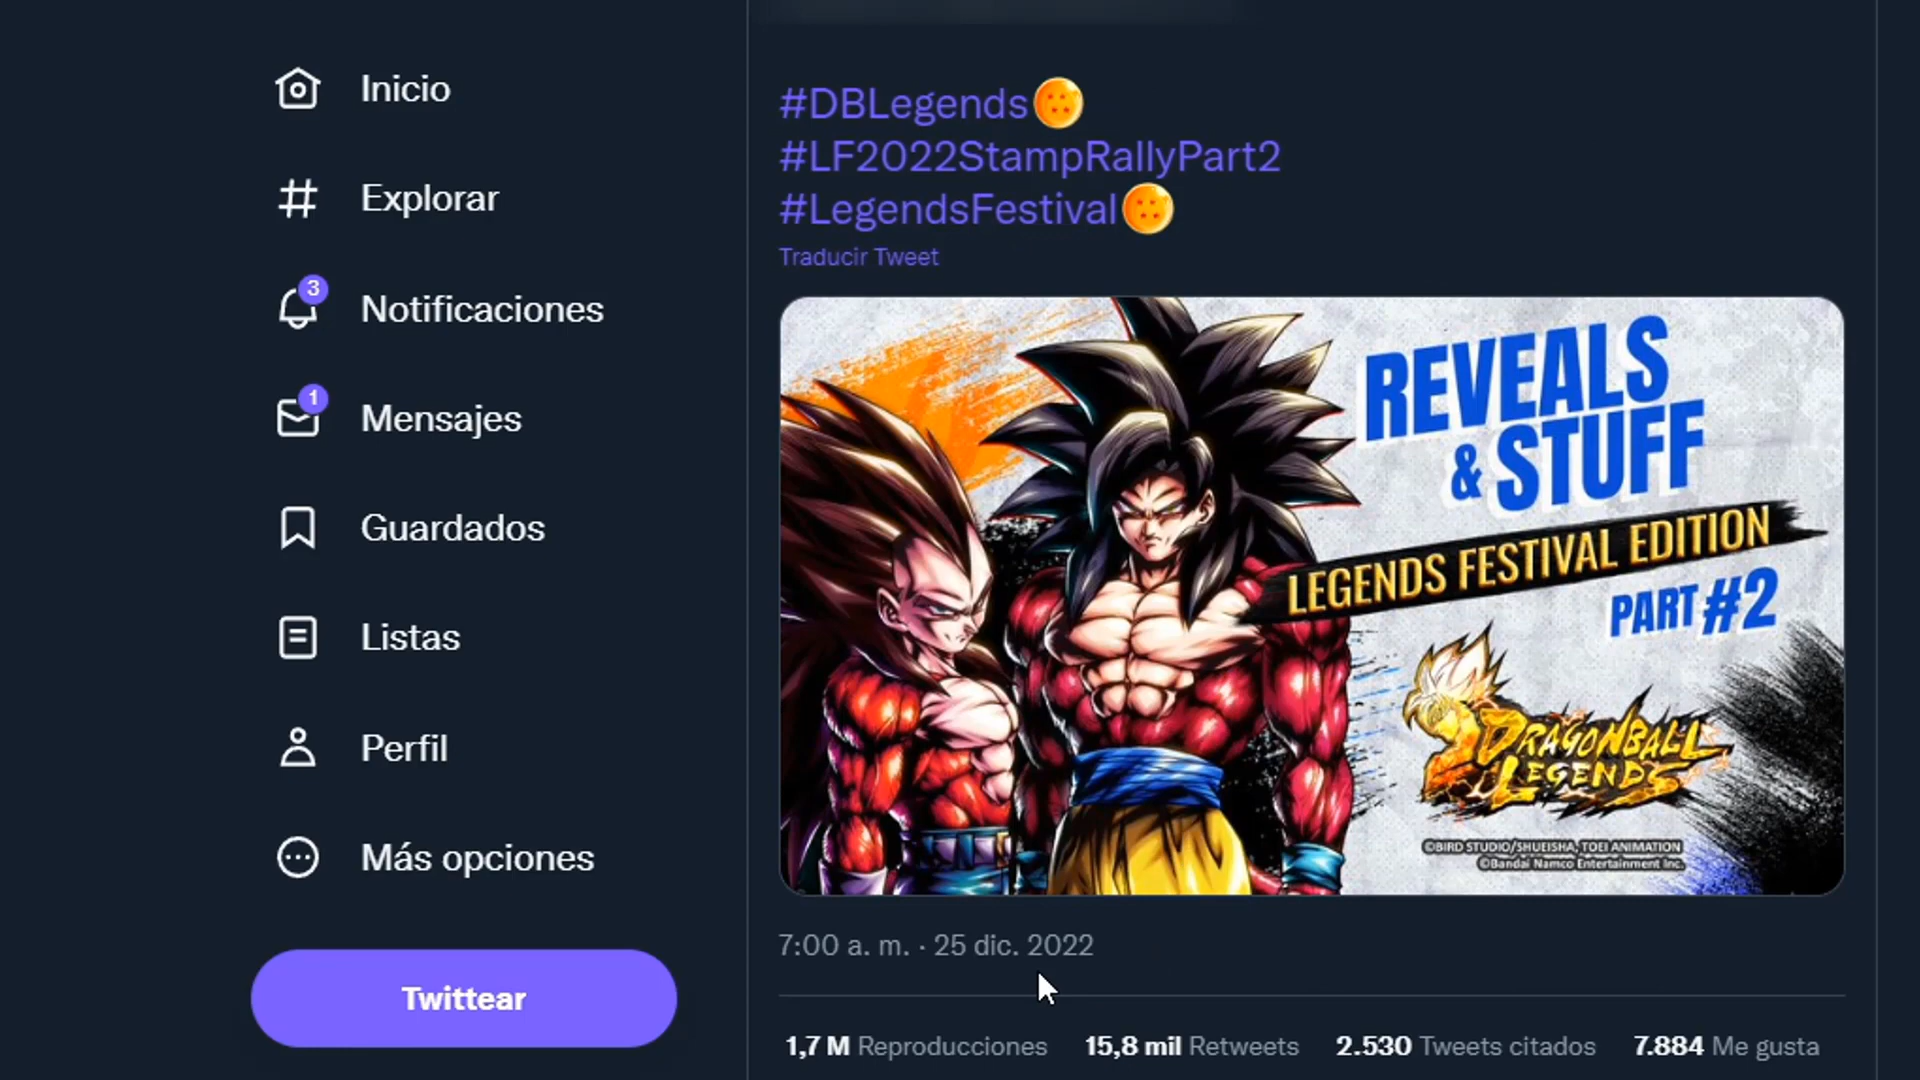 Inicio
Explorar
3
Notificaciones
1
Mensajes
Guardados
Listas
Perfil
Más opciones
Twittear
#DBLegends
#LF2022StampRallyPart2
#LegendsFestival
Traducir Tweet
REVEALS
& STUFF
LEGENDS FESTIVAL EDITION
PART #2
DRAGONBALL
LEGENDS
©BIRD STUDIO/SHUEISHA, TOEI ANIMATION
©Bandai Namco Entertainment Inc.
7:00 a. m. · 25 dic. 2022
1,7 M Reproducciones 15,8 mil Retweets 2.530 Tweets citados 7.884 Me gusta